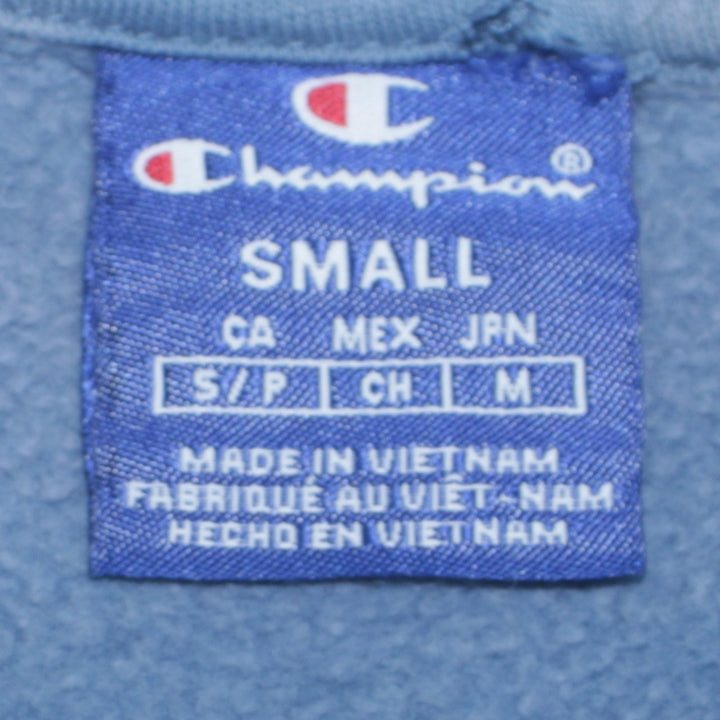 Champion®
SMALL
CA MEX JPN
S/P CH M
MADE IN VIETNAM
FABRIQUÉ AU VIÊT-NAM
HECHO EN VIETNAM